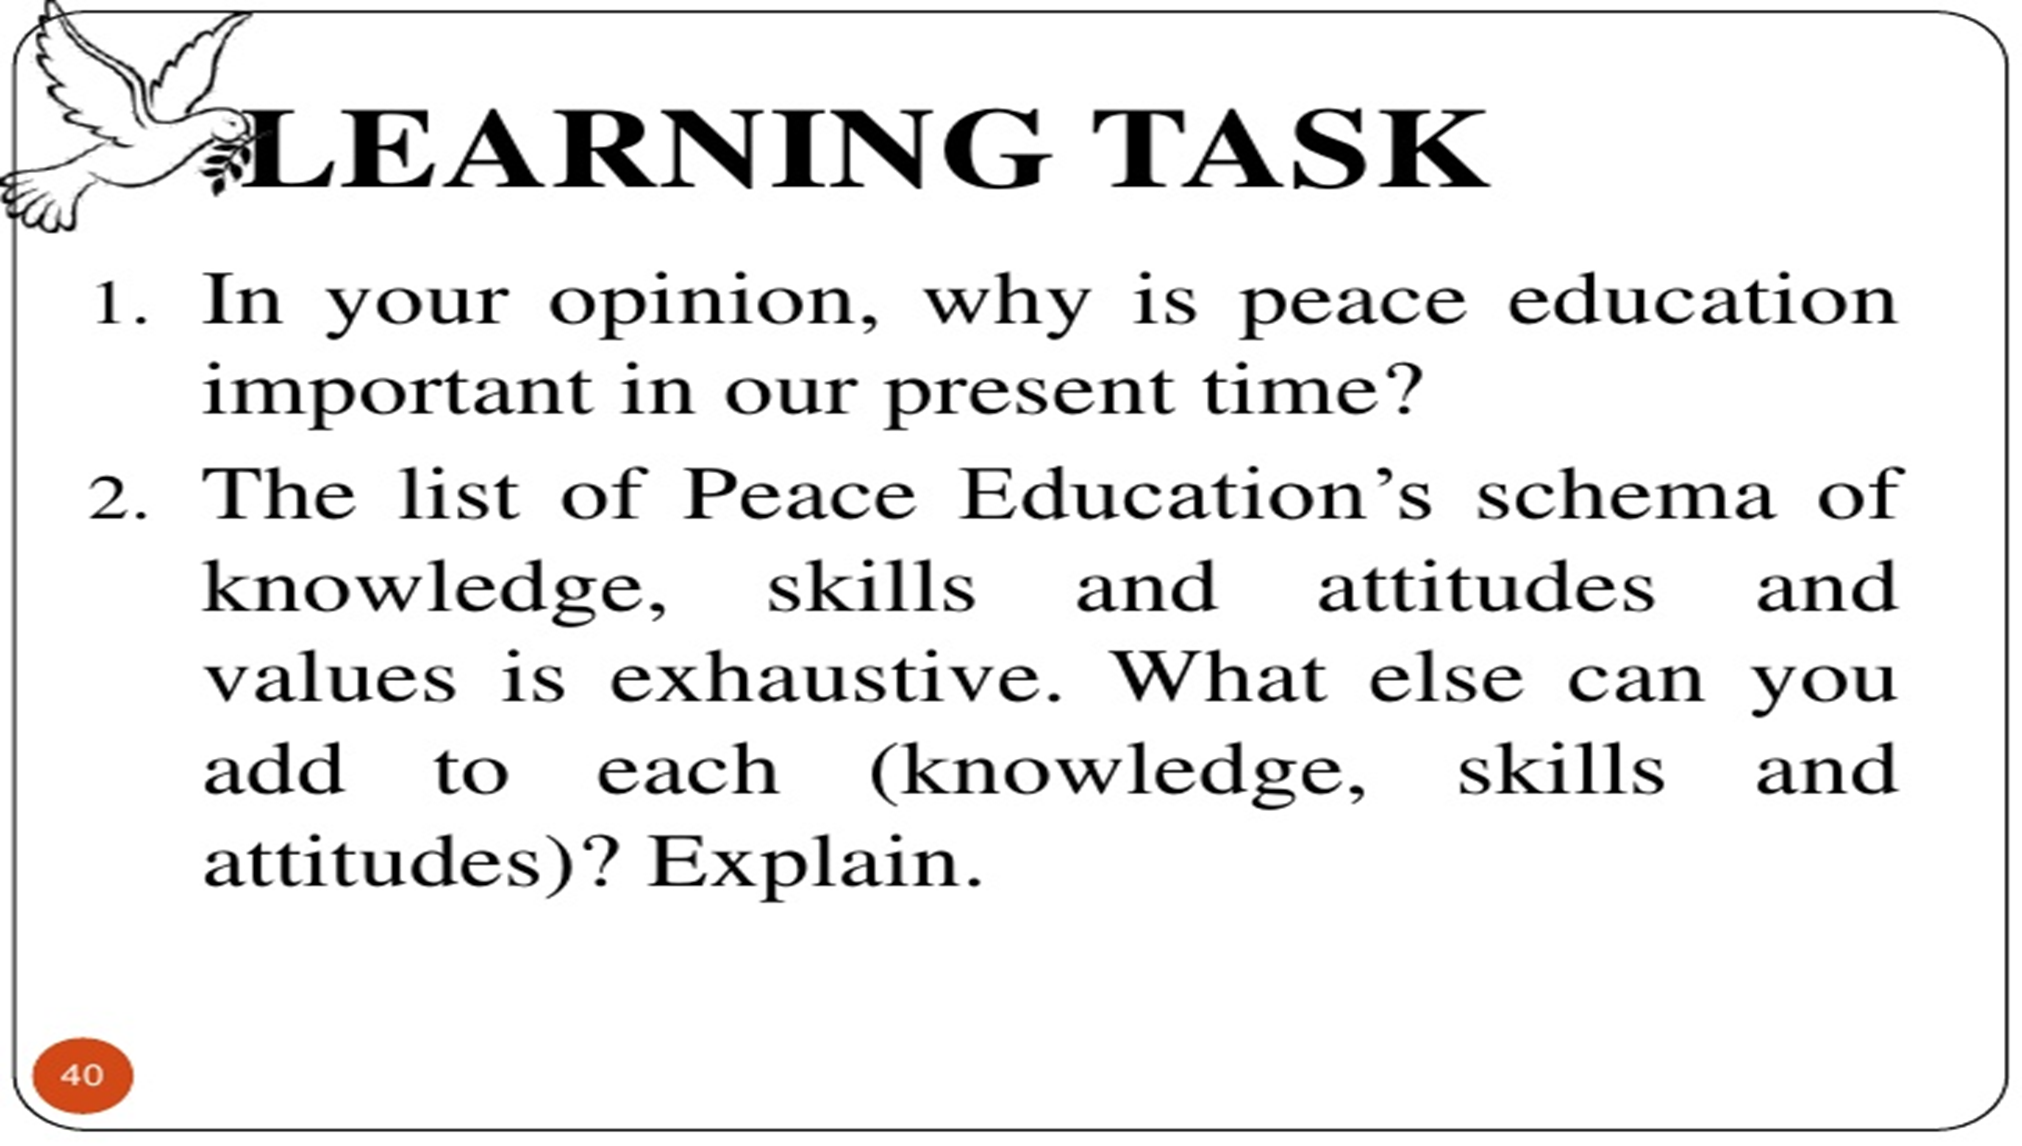 LEARNING TASK
1. In your opinion, why is peace education
important in our present time?
2. The list of Peace Education’s schema of
knowledge, skills and attitudes and
values is exhaustive. What else can you
add to each (knowledge, skills and
attitudes)? Explain.
40